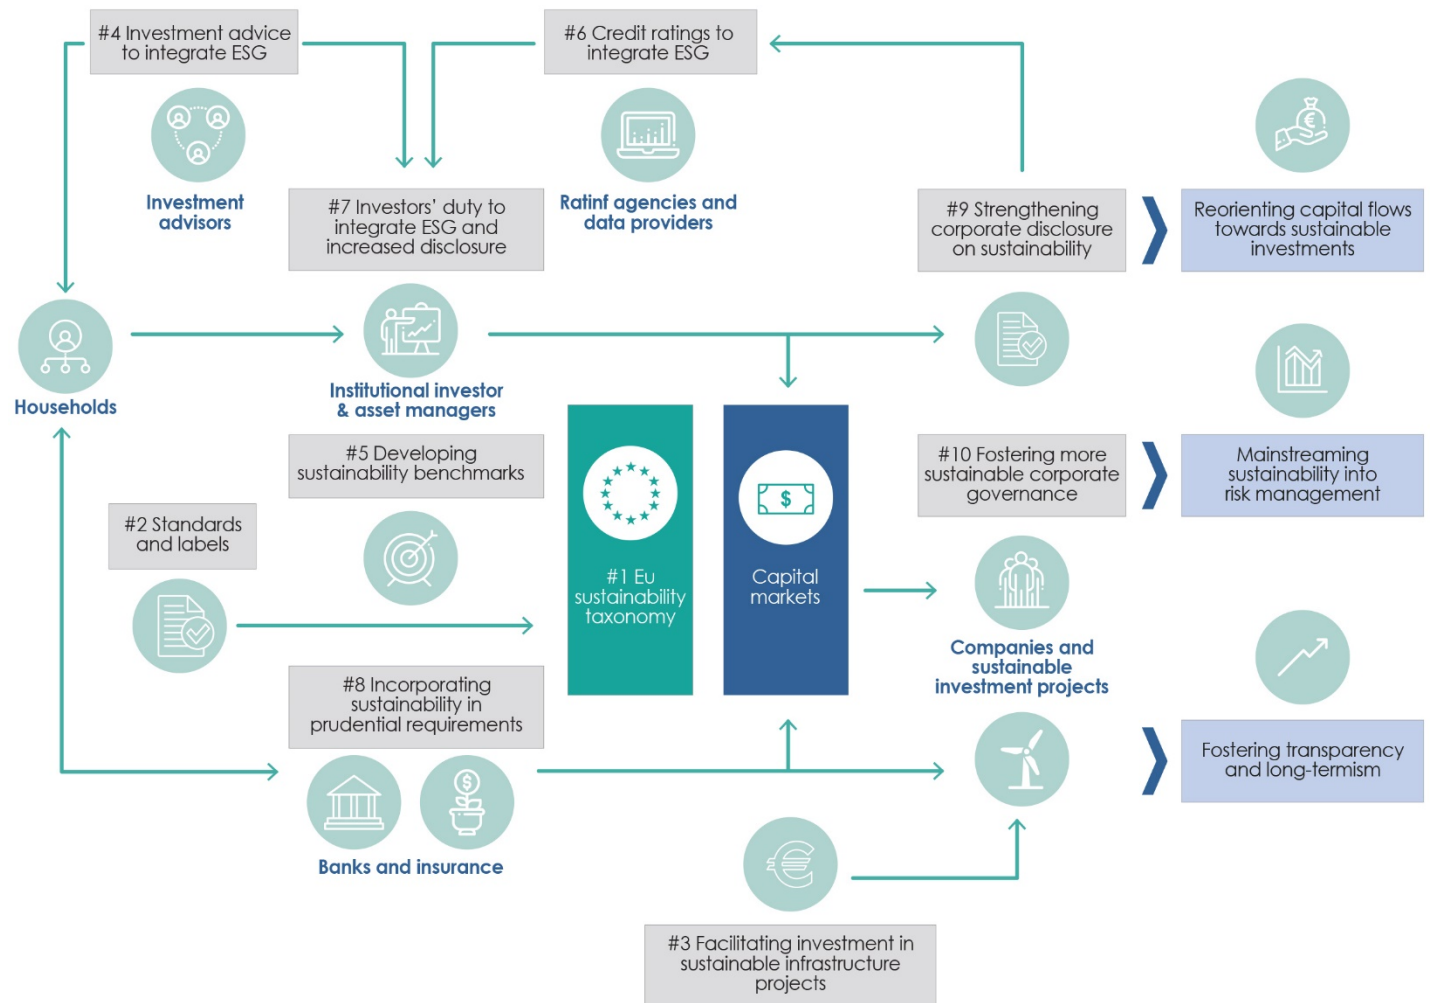 #4 Investment advice
to integrate ESG
#6 Credit ratings to
integrate ESG
Investment
advisors
#7 Investors’ duty to
integrate ESG and
increased disclosure
Ratinf agencies and
data providers
#9 Strengthening
corporate disclosure
on sustainability
Reorienting capital flows
towards sustainable
investments
Households
Institutional investor
& asset managers
#5 Developing
sustainability benchmarks
#10 Fostering more
sustainable corporate
governance
Mainstreaming
sustainability into
risk management
#2 Standards
and labels
$
#1 Eu
sustainability
taxonomy
Capital
markets
Companies and
sustainable
investment projects
#8 Incorporating
sustainability in
prudential requirements
Fostering transparency
and long-termism
$
Banks and insurance
€
€
#3 Facilitating investment in
sustainable infrastructure
projects